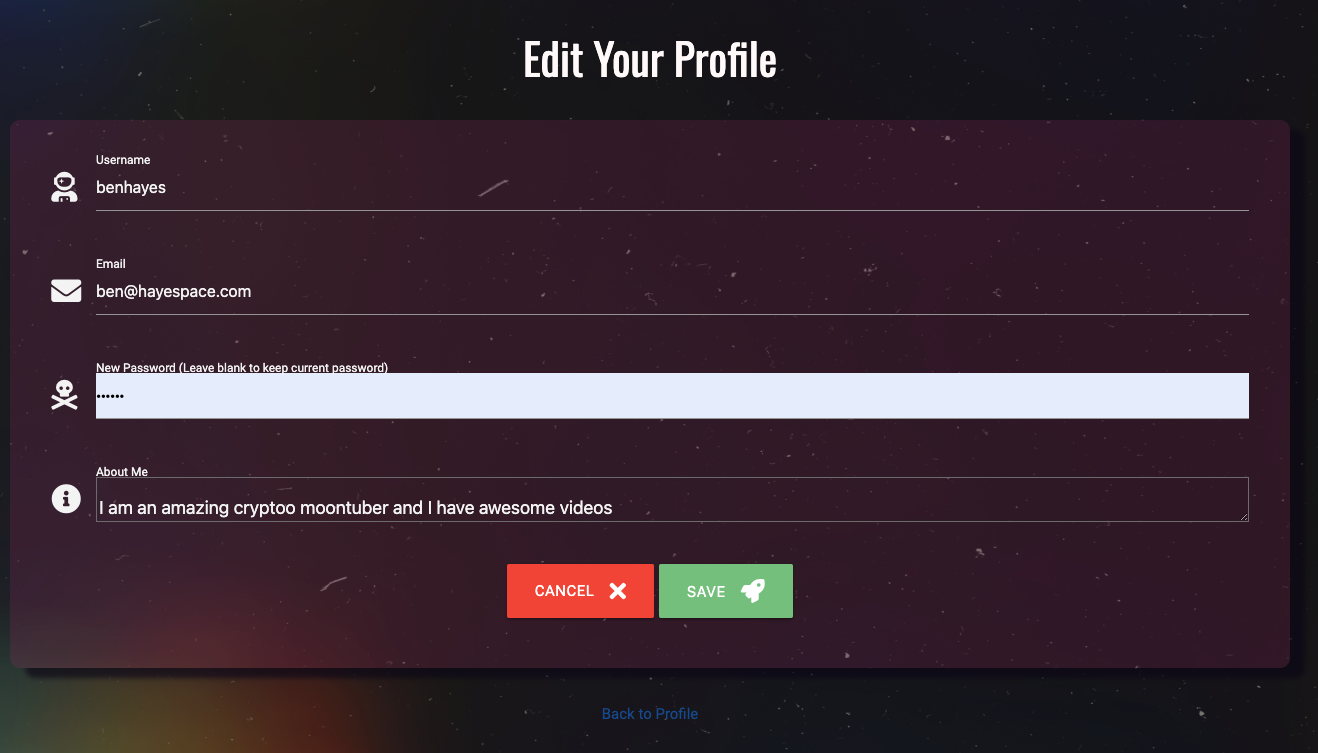 Edit Your Profile
Username
benhayes
Email
ben@hayespace.com
New Password (Leave blank to keep current password)
••••••
About Me
I am an amazing cryptoo moontuber and I have awesome videos
CANCEL
SAVE
Back to Profile